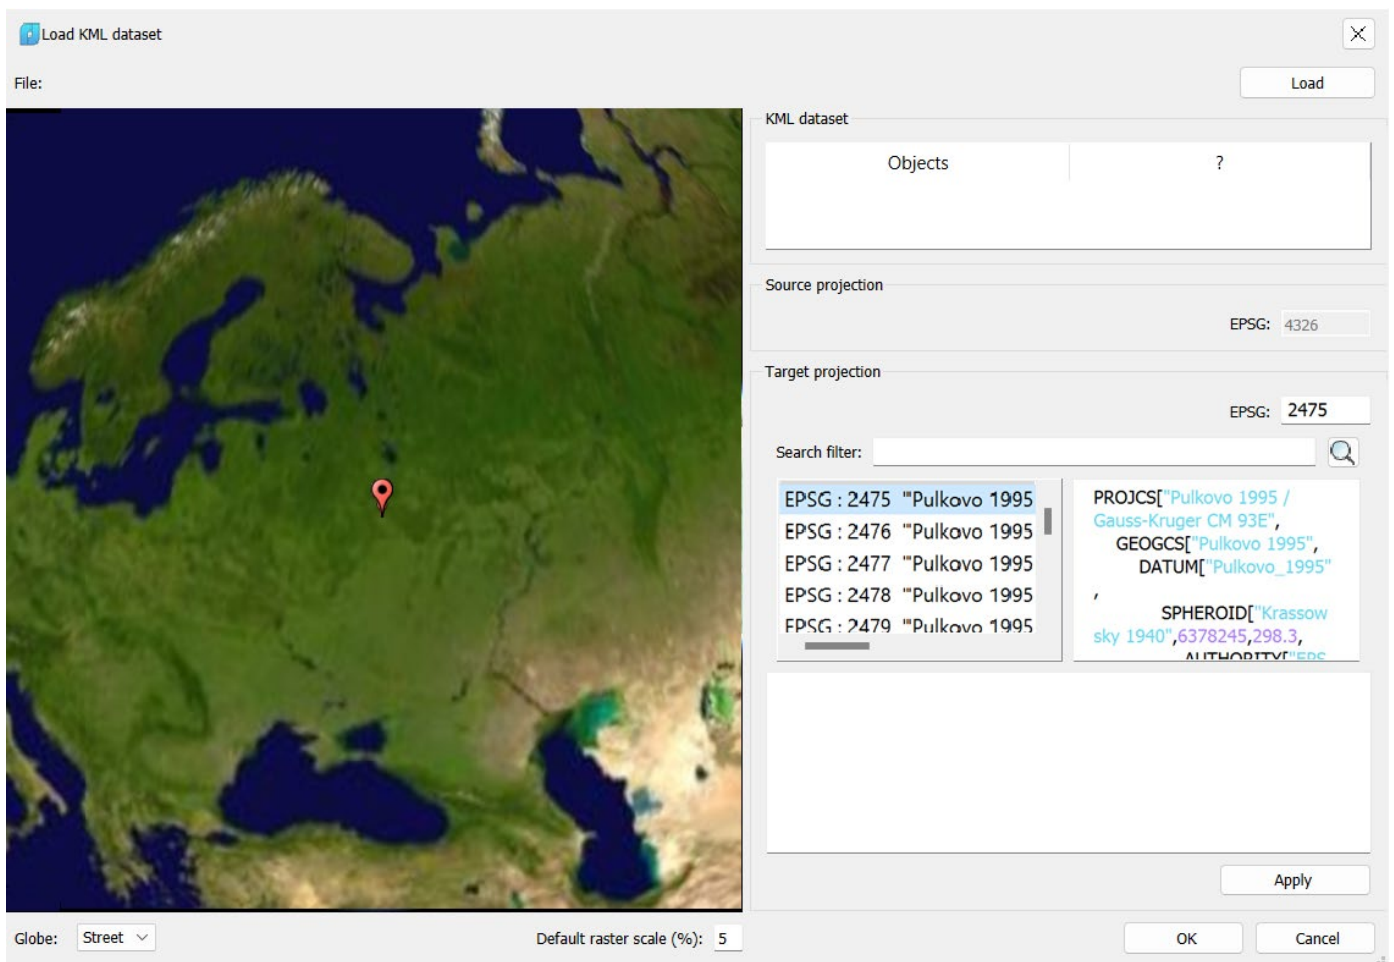 Load KML dataset
File:
Load
KML dataset
Objects ?
Source projection
EPSG: 4326
Target projection
EPSG: 2475
Search filter:
EPSG : 2475 "'Pulkovo 1995
EPSG : 2476 "'Pulkovo 1995
EPSG : 2477 "'Pulkovo 1995
EPSG : 2478 "'Pulkovo 1995
EPSG : 2479 "'Pulkovo 1995
PROJCS["Pulkovo 1995 /
Gauss-Kruger CM 93E",
GEOGCS["Pulkovo 1995",
DATUM["Pulkovo_1995"
,
SPHEROID["Krassow
sky 1940",6378245,298.3,
AUTHORITY["EPS
Apply
Globe: Street
Default raster scale (%): 5
OK
Cancel